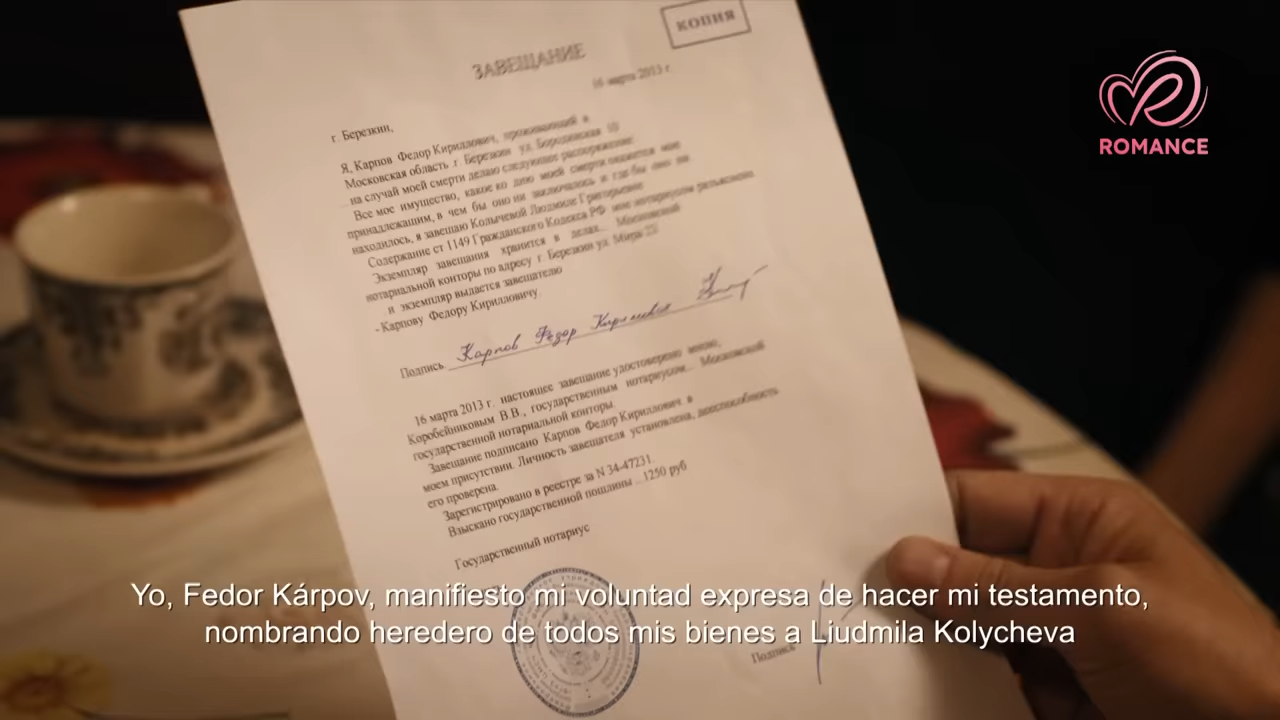 КОПИЯ
ЗАВЕЩАНИЕ
16 марта 2013 г.
г. Березкин,
Я, Карпов Федор Кириллович, проживающий в
Московская область г. Березкин ул. Бородинская 10
на случай моей смерти делаю следующее распоряжение:
Все мое имущество, какое ко дню моей смерти окажется мне
принадлежащим, в чем бы оно ни заключалось и где бы оно ни
находилось, я завещаю Колычевой Людмиле Григорьевне
Содержание ст 1149 Гражданского Кодекса РФ мне нотариусом разъяснено.
Экземпляр завещания хранится в делах... Московской
нотариальной конторы по адресу г. Березкин ул. Мира 22
и экземпляр выдается завещателю
- Карпову Федору Кирилловичу.
Подпись Карпов Федор Кириллович
16 марта 2013 г. настоящее завещание удостоверено мною,
Коробейниковым В.В., государственным нотариусом... Московской
государственной нотариальной конторы.
Завещание подписано Карпов Федор Кириллович в
моем присутствии. Личность завещателя установлена, дееспособность
его проверена.
Зарегистрировано в реестре за N 34-47231.
Взыскано государственной пошлины ...1250 руб
Государственный нотариус
Подпись
ROMANCE
Yo, Fedor Kárpov, manifiesto mi voluntad expresa de hacer mi testamento,
nombrando heredero de todos mis bienes a Liudmila Kolycheva